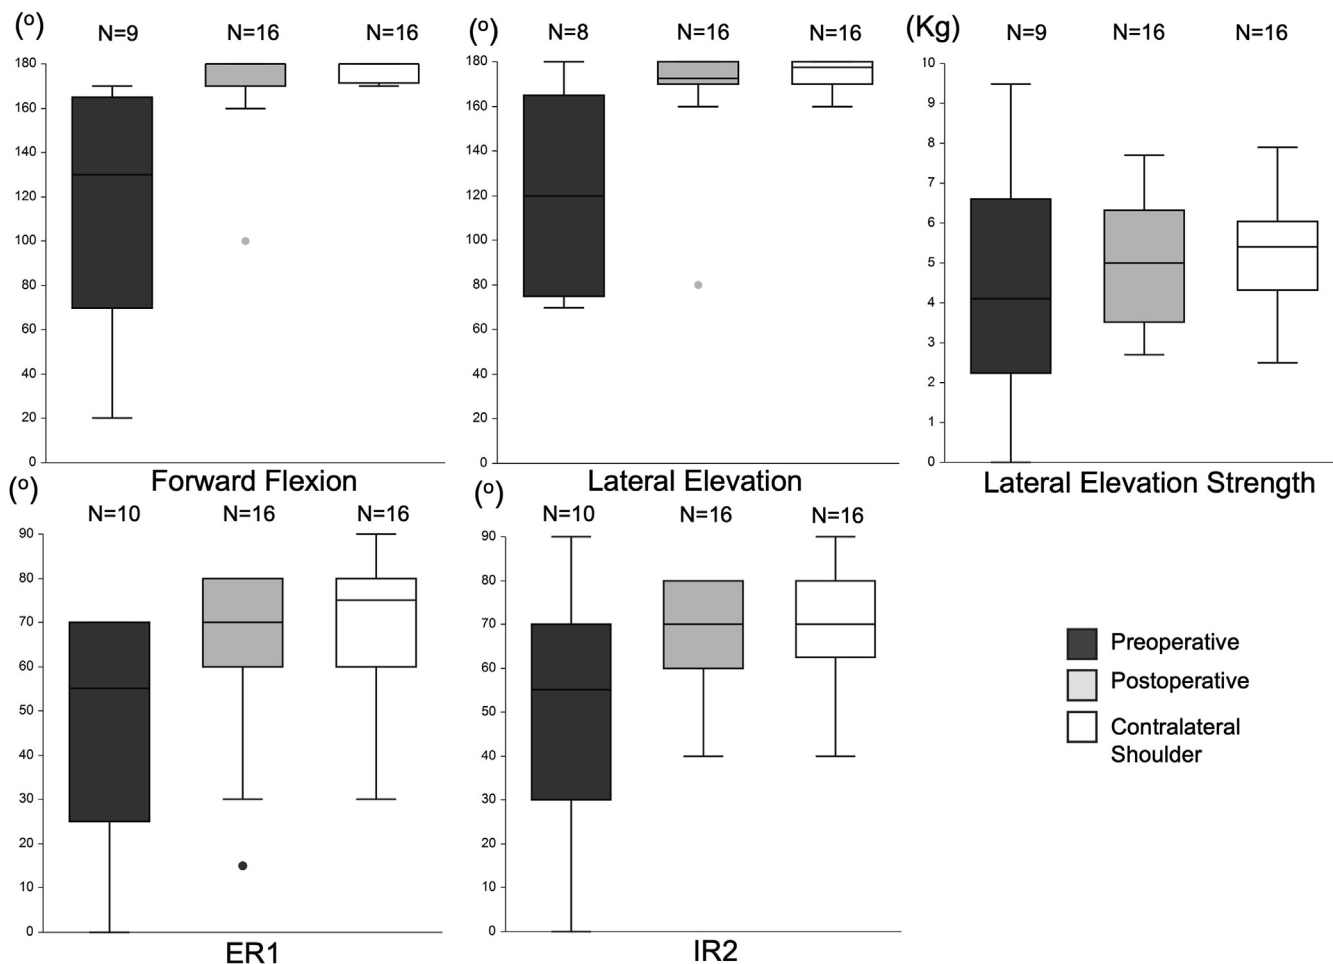 (º)
N=9
N=16
N=16
180
160
140
120
100
80
60
40
20
0
Forward Flexion
(º)
N=8
N=16
N=16
180
160
140
120
100
80
60
40
20
0
Lateral Elevation
(Kg)
N=9
N=16
N=16
10
9
8
7
6
5
4
3
2
1
0
Lateral Elevation Strength
(º)
N=10
N=16
N=16
90
80
70
60
50
40
30
20
10
0
ER1
(º)
N=10
N=16
N=16
90
80
70
60
50
40
30
20
10
0
IR2
Preoperative
Postoperative
Contralateral
Shoulder